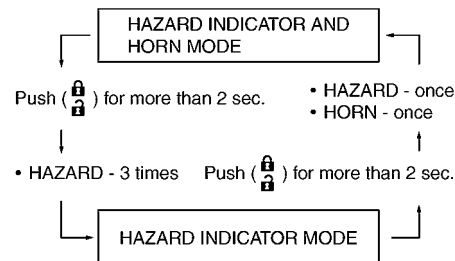 HAZARD INDICATOR AND
HORN MODE
Push ( ) for more than 2 sec.
• HAZARD - once
• HORN - once
• HAZARD - 3 times
Push ( ) for more than 2 sec.
HAZARD INDICATOR MODE